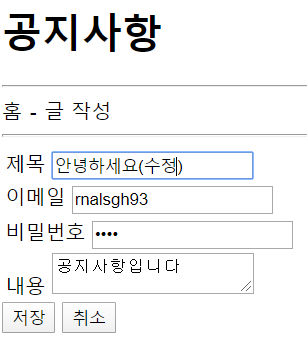 공지사항
홈 - 글 작성
제목 안녕하세요(수정)
이메일 rnalsgh93
비밀번호 ••••
내용 공지사항입니다
저장 취소